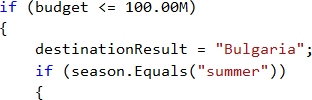 if (budget <= 100.00M)
{
    destinationResult = "Bulgaria";
    if (season.Equals("summer"))
    {